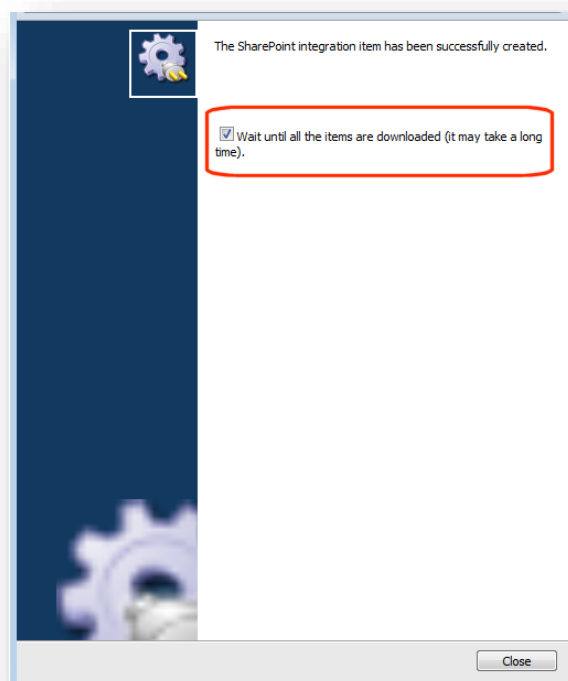 The SharePoint integration item has been successfully created.
Wait until all the items are downloaded (it may take a long
time).
Close